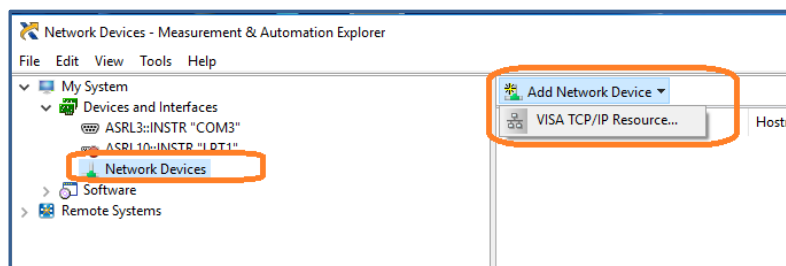 Network Devices - Measurement & Automation Explorer
File Edit View Tools Help
My System
Devices and Interfaces
ASRL3::INSTR "COM3"
ASRL10::INSTR "LPT1"
Network Devices
Software
Remote Systems
Add Network Device
VISA TCP/IP Resource...
Host